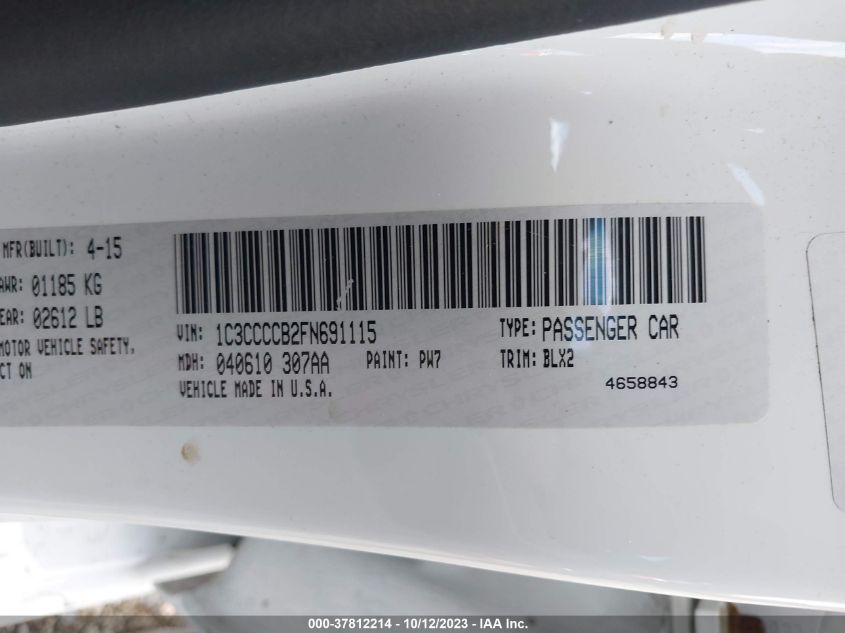 MFR(BUILT): 4-15
AWR: 01185 KG
EAR: 02612 LB
MOTOR VEHICLE SAFETY,
CT ON
VIN: 1C3CCCCB2FN691115
TYPE: PASSENGER CAR
MDH: 040610 307AA
PAINT: PW7
TRIM: BLX2
VEHICLE MADE IN U.S.A.
4658843
000-37812214 - 10/12/2023 - IAA Inc.